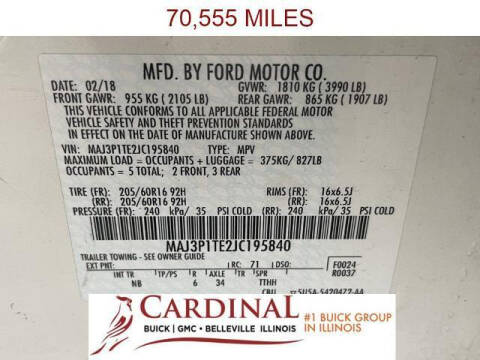 70,555 MILES
MFD. BY FORD MOTOR CO.
DATE: 02/18 GVWR: 1810 KG ( 3990 LB)
FRONT GAWR: 955 KG ( 2105 LB) REAR GAWR: 865 KG ( 1907 LB)
THIS VEHICLE CONFORMS TO ALL APPLICABLE FEDERAL MOTOR
VEHICLE SAFETY AND THEFT PREVENTION STANDARDS
IN EFFECT ON THE DATE OF MANUFACTURE SHOWN ABOVE.
VIN: MAJ3P1TE2JC195840 TYPE: MPV
MAXIMUM LOAD = OCCUPANTS + LUGGAGE = 375KG/ 827LB
OCCUPANTS = 5 TOTAL; 2 FRONT, 3 REAR
TIRE (FR): 205/60R16 92H RIMS (FR): 16x6.5J
(RR): 205/60R16 92H (RR): 16x6.5J
PRESSURE (FR): 240 kPa/ 35 PSI COLD (RR): 240 kPa/ 35 PSI COLD
MAJ3P1TE2JC195840
TRAILER TOWING - SEE OWNER GUIDE
EXT PNT: RC: 71 DSO: F0024
R0037
INT TR TP/PS R AXLE TR SPR
NB 6 34 TTHH
5U5A-5420472-AA
CARDINAL
BUICK | GMC • BELLEVILLE ILLINOIS
#1 BUICK GROUP
IN ILLINOIS